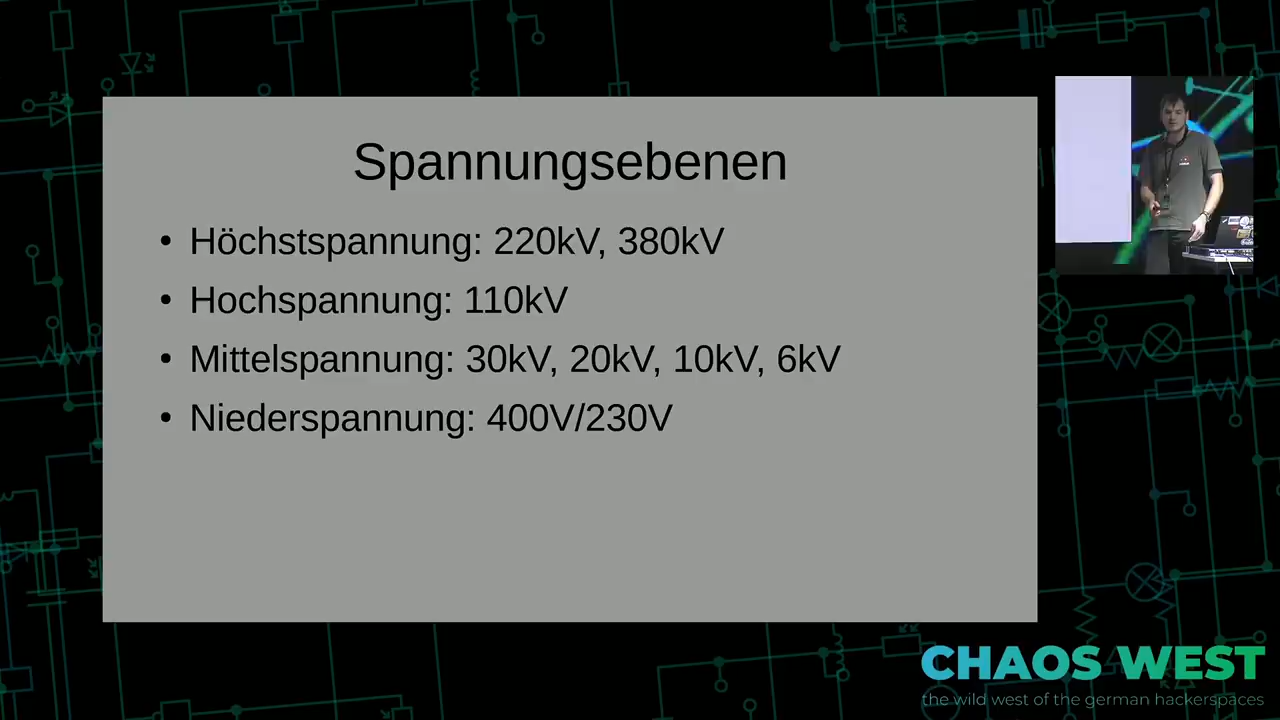 Spannungsebenen
• Höchstspannung: 220kV, 380kV
• Hochspannung: 110kV
• Mittelspannung: 30kV, 20kV, 10kV, 6kV
• Niederspannung: 400V/230V
CHAOS WEST
the wild west of the german hackerspaces